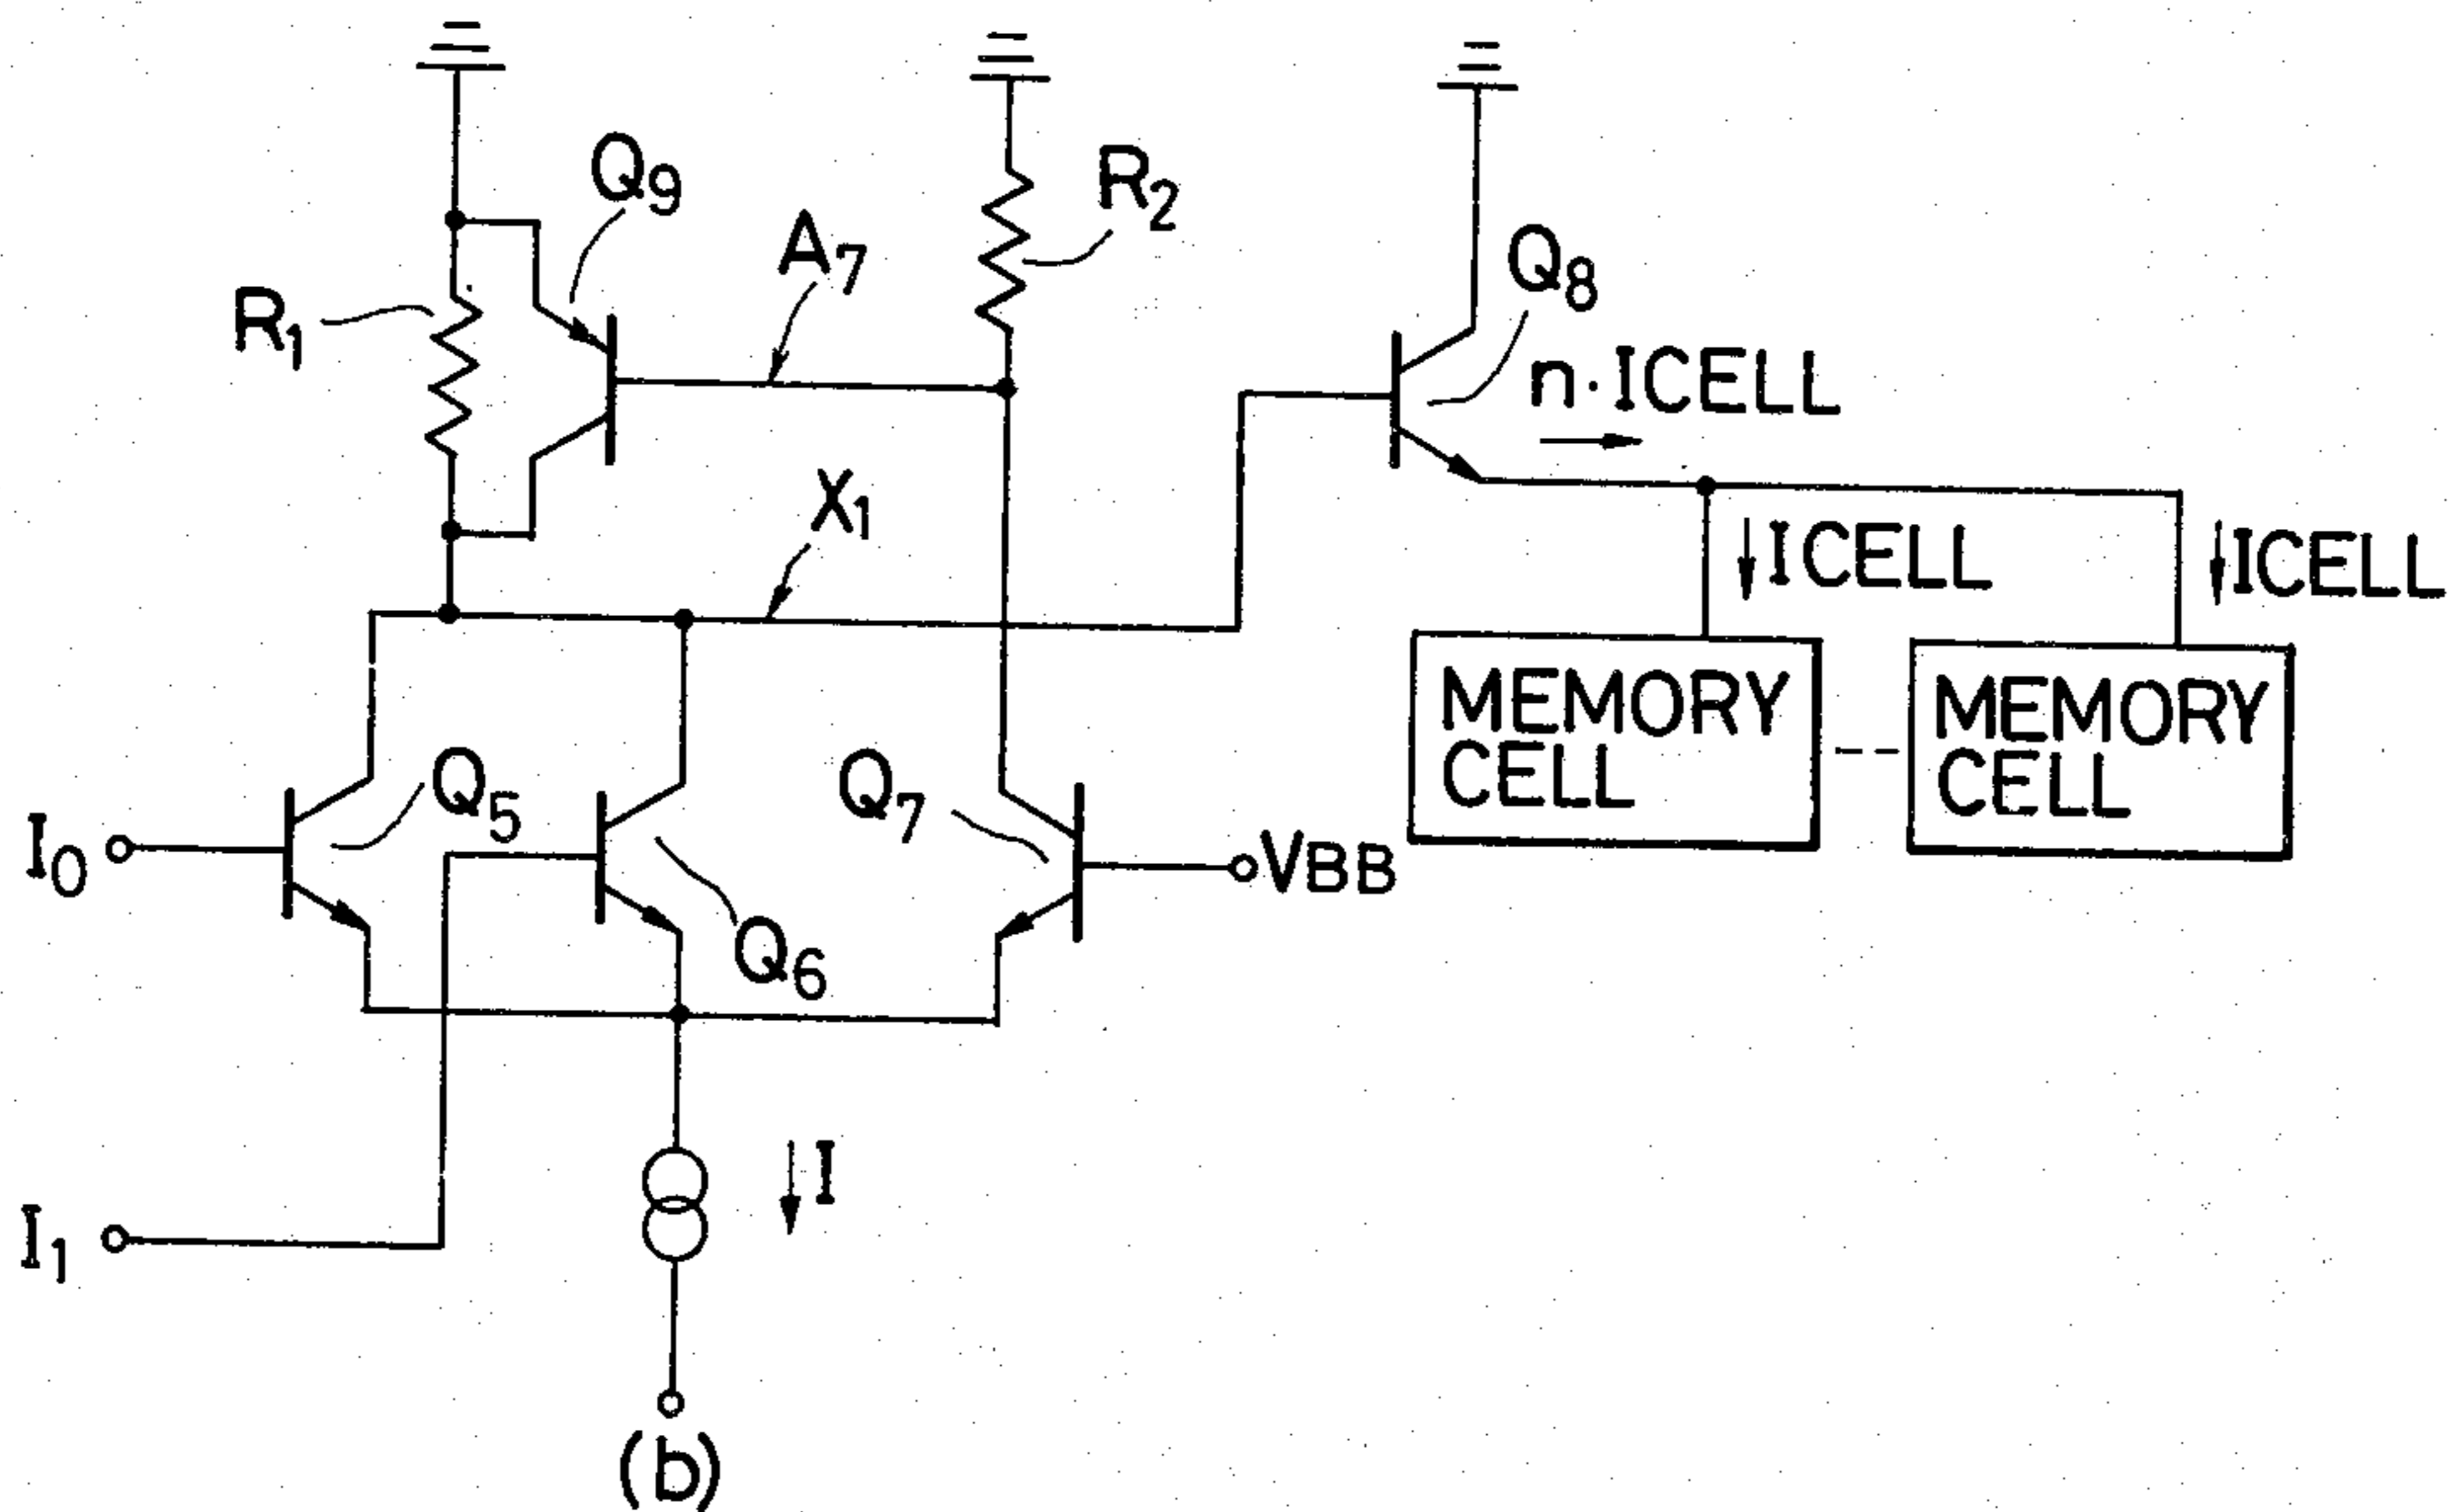 Q9
R2
A7
Q8
R1
n·ICELL
X1
ICELL
ICELL
MEMORY
CELL
MEMORY
CELL
Q5
Q7
I0
VBB
Q6
I
I1
(b)